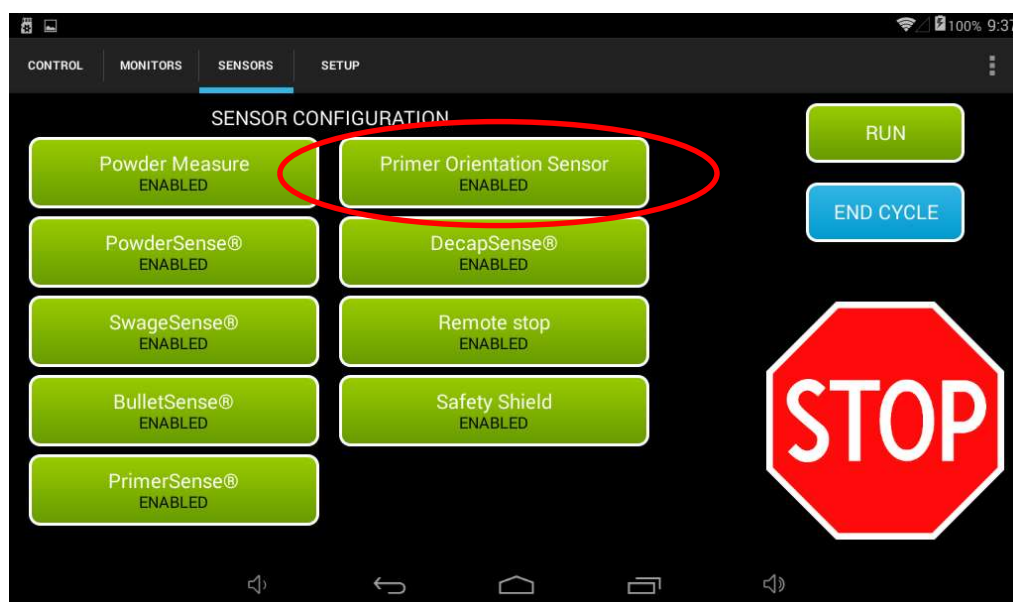 100% 9:37
CONTROL MONITORS SENSORS SETUP
SENSOR CONFIGURATION
Powder Measure
ENABLED
Primer Orientation Sensor
ENABLED
RUN
PowderSense®
ENABLED
DecapSense®
ENABLED
END CYCLE
SwageSense®
ENABLED
Remote stop
ENABLED
BulletSense®
ENABLED
Safety Shield
ENABLED
STOP
PrimerSense®
ENABLED